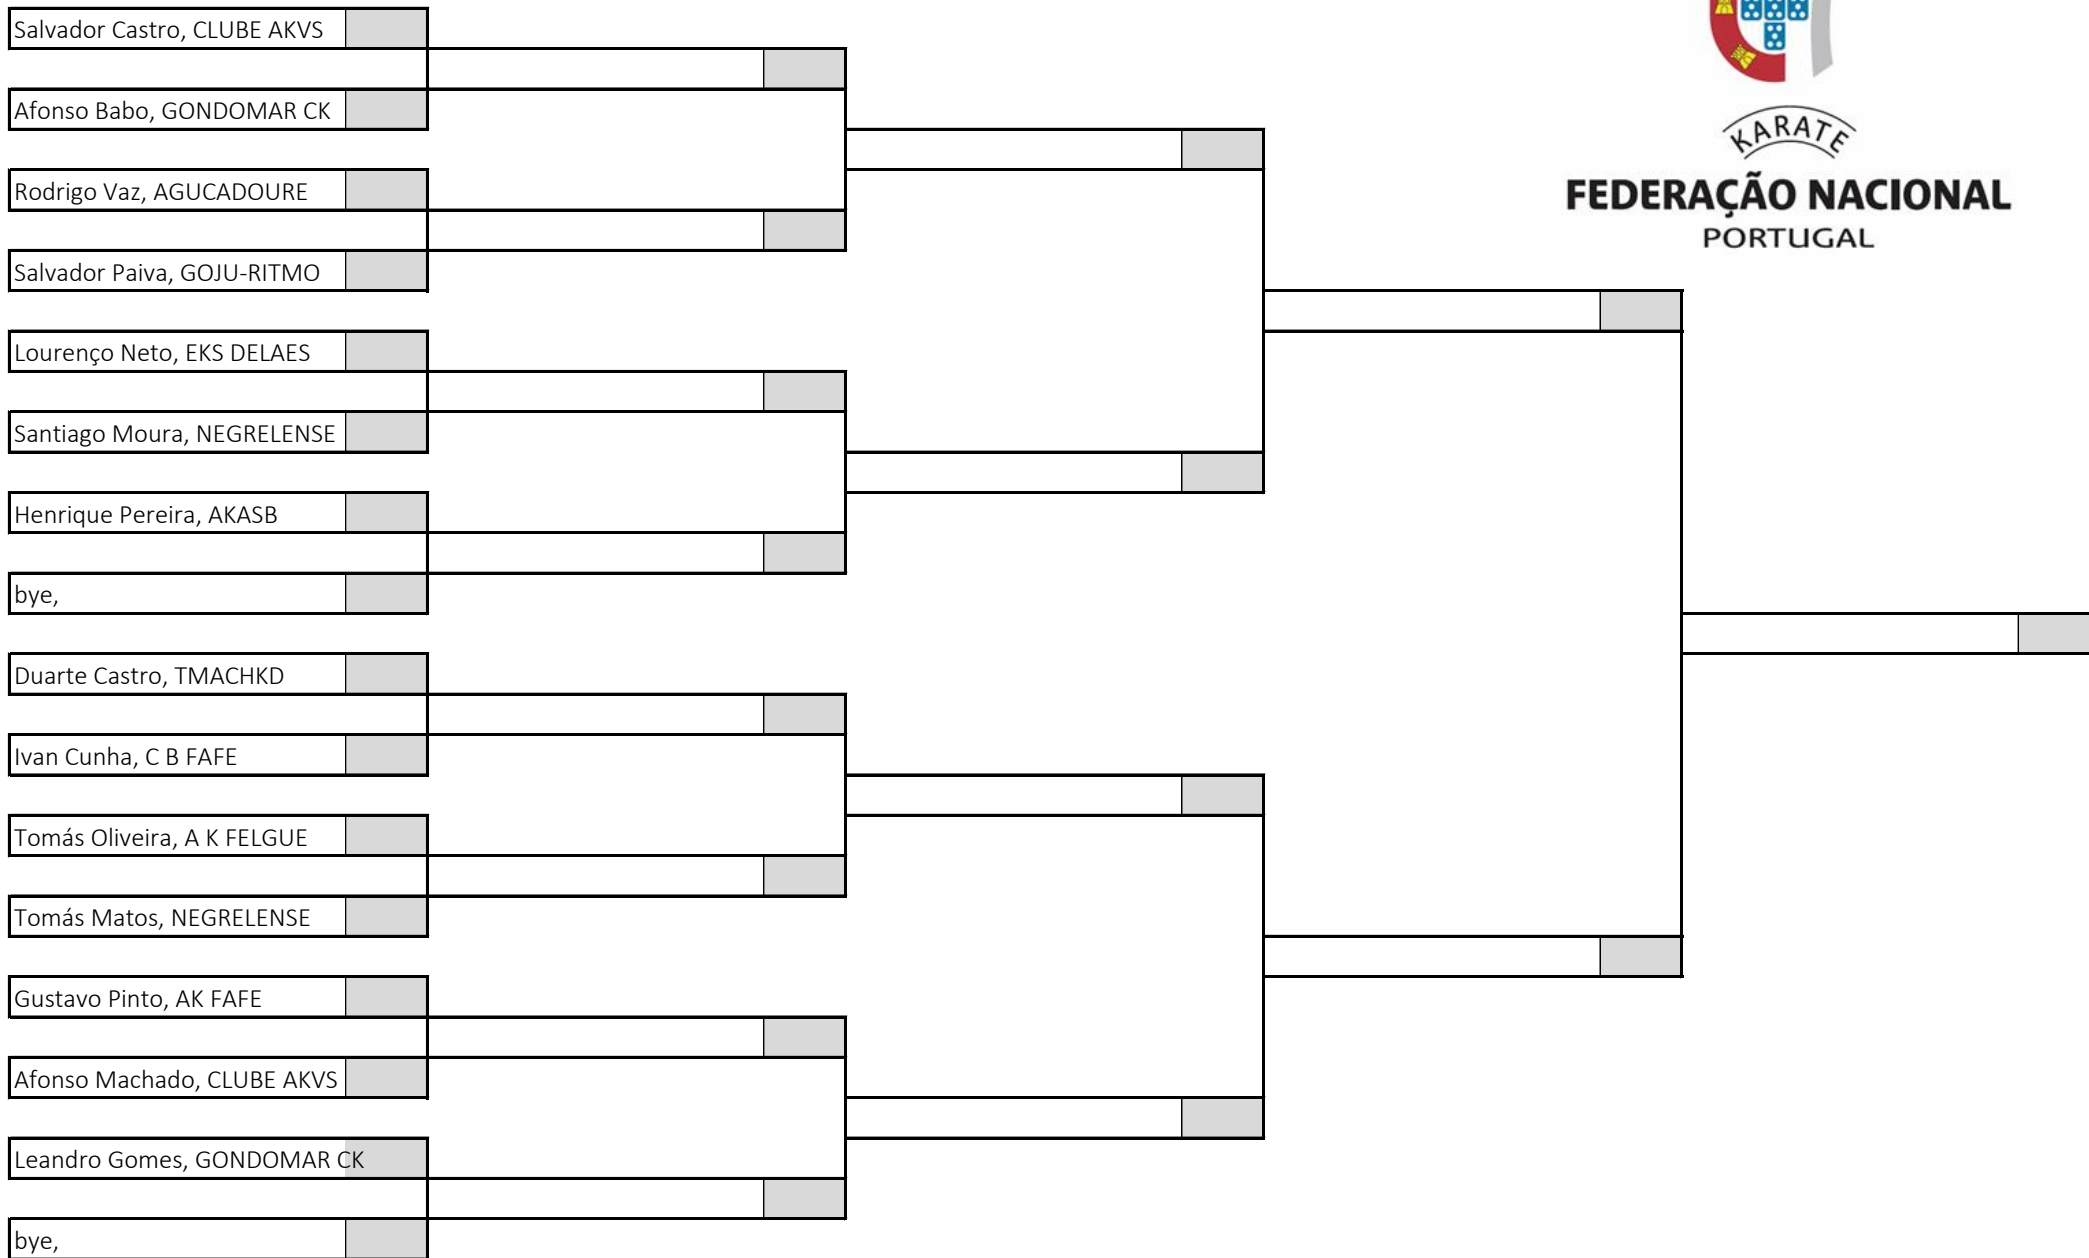 Salvador Castro, CLUBE AKVS
Afonso Babo, GONDOMAR CK
Rodrigo Vaz, AGUCADOURE
Salvador Paiva, GOJU-RITMO
Lourenço Neto, EKS DELAES
Santiago Moura, NEGRELENSE
Henrique Pereira, AKASB
bye,
Duarte Castro, TMACHKD
Ivan Cunha, C B FAFE
Tomás Oliveira, A K FELGUE
Tomás Matos, NEGRELENSE
Gustavo Pinto, AK FAFE
Afonso Machado, CLUBE AKVS
Leandro Gomes, GONDOMAR CK
bye,
KARATE
FEDERAÇÃO NACIONAL
PORTUGAL